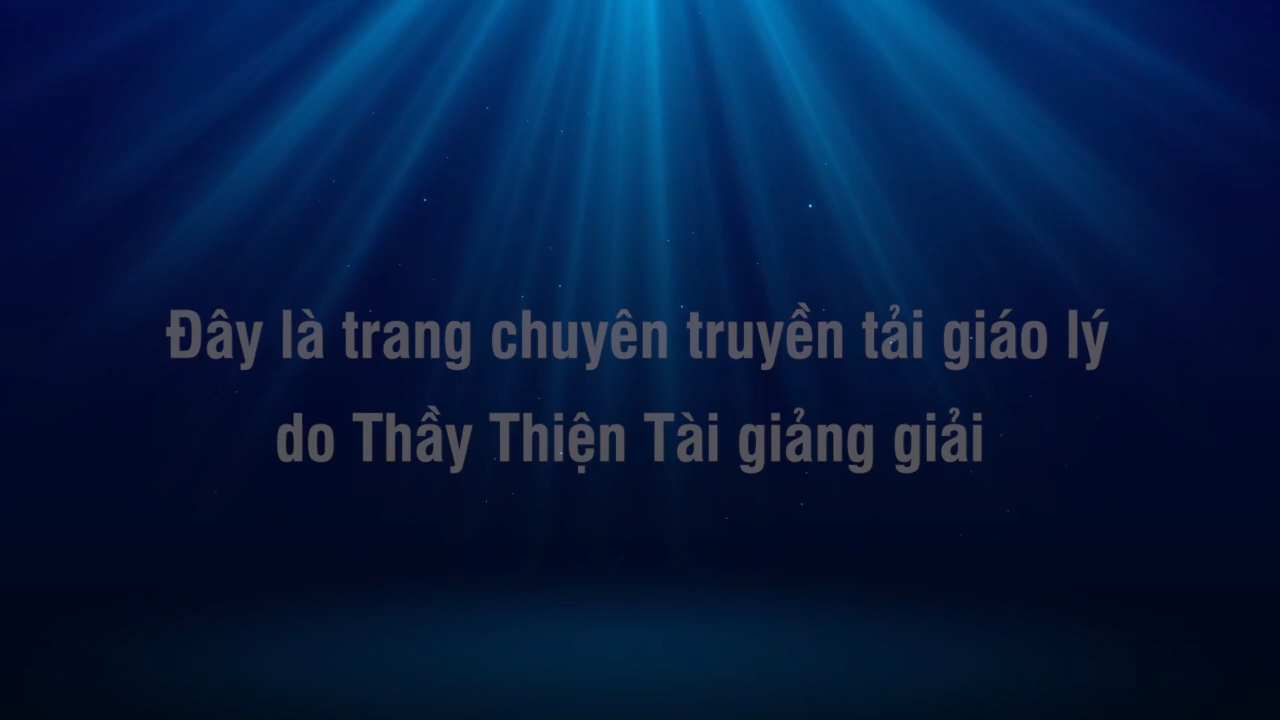 Đây là trang chuyên truyền tải giáo lý
do Thầy Thiện Tài giảng giải